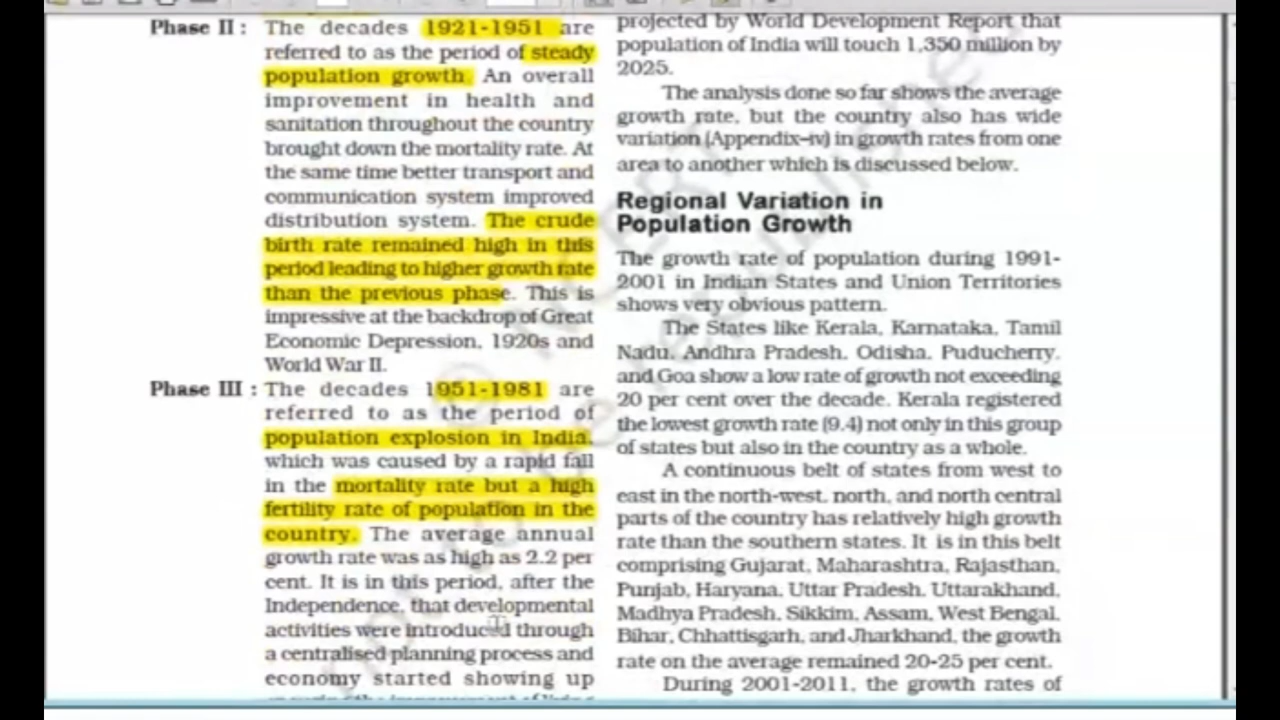 Phase II : The decades 1921-1951 are
referred to as the period of steady
population growth. An overall
improvement in health and
sanitation throughout the country
brought down the mortality rate. At
the same time better transport and
communication system improved
distribution system. The crude
birth rate remained high in this
period leading to higher growth rate
than the previous phase. This is
impressive at the backdrop of Great
Economic Depression, 1920s and
World War II.
Phase III : The decades 1951-1981 are
referred to as the period of
population explosion in India,
which was caused by a rapid fall
in the mortality rate but a high
fertility rate of population in the
country. The average annual
growth rate was as high as 2.2 per
cent. It is in this period, after the
Independence, that developmental
activities were introduced through
a centralised planning process and
economy started showing up
projected by World Development Report that
population of India will touch 1,350 million by
2025.
The analysis done so far shows the average
growth rate, but the country also has wide
variation (Appendix–iv) in growth rates from one
area to another which is discussed below.
Regional Variation in
Population Growth
The growth rate of population during 1991-
2001 in Indian States and Union Territories
shows very obvious pattern.
The States like Kerala, Karnataka, Tamil
Nadu, Andhra Pradesh, Odisha, Puducherry,
and Goa show a low rate of growth not exceeding
20 per cent over the decade. Kerala registered
the lowest growth rate (9.4) not only in this group
of states but also in the country as a whole.
A continuous belt of states from west to
east in the north-west, north, and north central
parts of the country has relatively high growth
rate than the southern states. It is in this belt
comprising Gujarat, Maharashtra, Rajasthan,
Punjab, Haryana, Uttar Pradesh, Uttarakhand,
Madhya Pradesh, Sikkim, Assam, West Bengal,
Bihar, Chhattisgarh, and Jharkhand, the growth
rate on the average remained 20-25 per cent.
During 2001-2011, the growth rates of